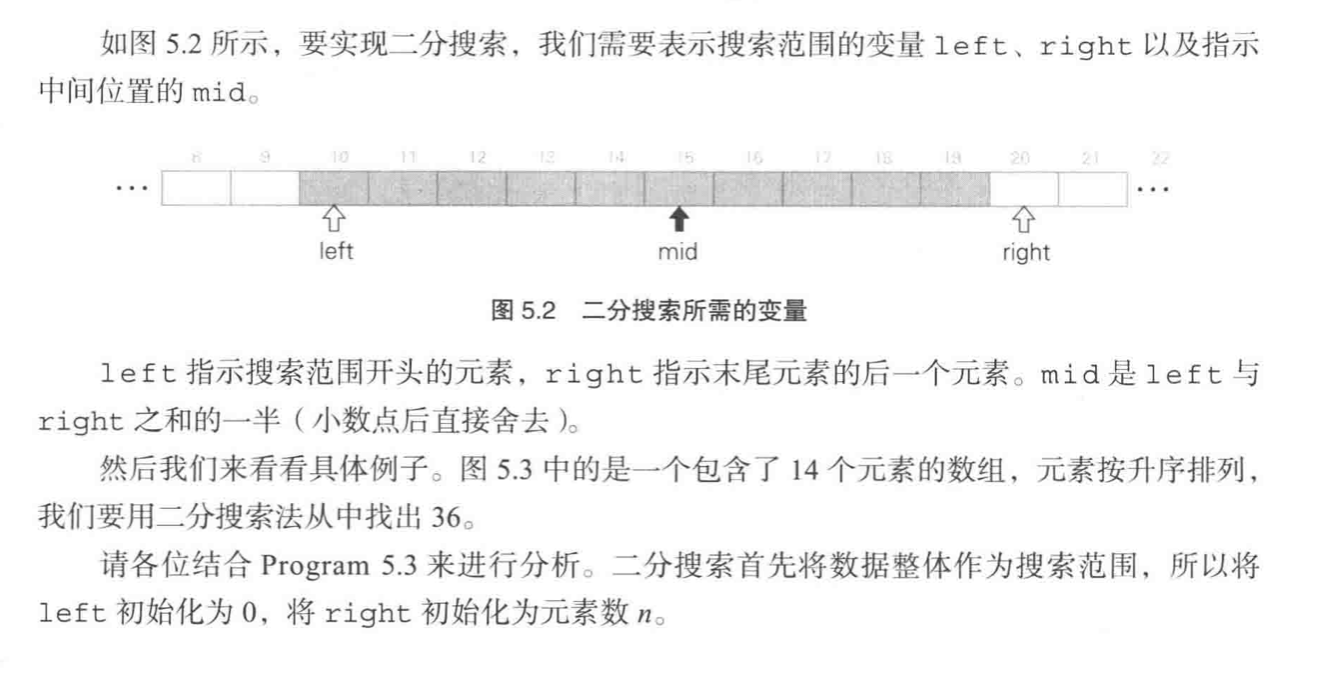 如图 5.2 所示，要实现二分搜索，我们需要表示搜索范围的变量 left、right 以及指示
中间位置的 mid。
8 9 10 11 12 13 14 15 16 17 18 19 20 21 22
··· ···
left mid right
图 5.2 二分搜索所需的变量
left 指示搜索范围开头的元素，right 指示末尾元素的后一个元素。mid 是 left 与
right 之和的一半（小数点后直接舍去）。
然后我们来看看具体例子。图 5.3 中的是一个包含了 14 个元素的数组，元素按升序排列，
我们要用二分搜索法从中找出 36。
请各位结合 Program 5.3 来进行分析。二分搜索首先将数据整体作为搜索范围，所以将
left 初始化为 0，将 right 初始化为元素数 n。